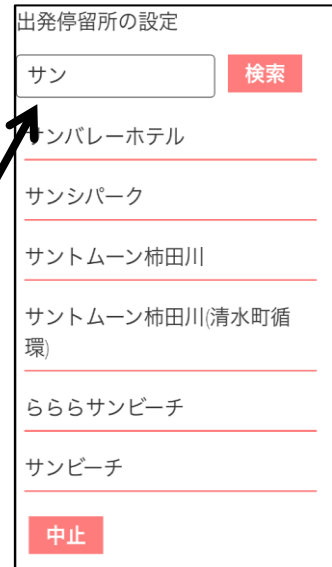 出発停留所の設定
サン
検索
サンバレーホテル
サンシパーク
サントムーン柿田川
サントムーン柿田川(清水町循
環)
らららサンビーチ
サンビーチ
中止